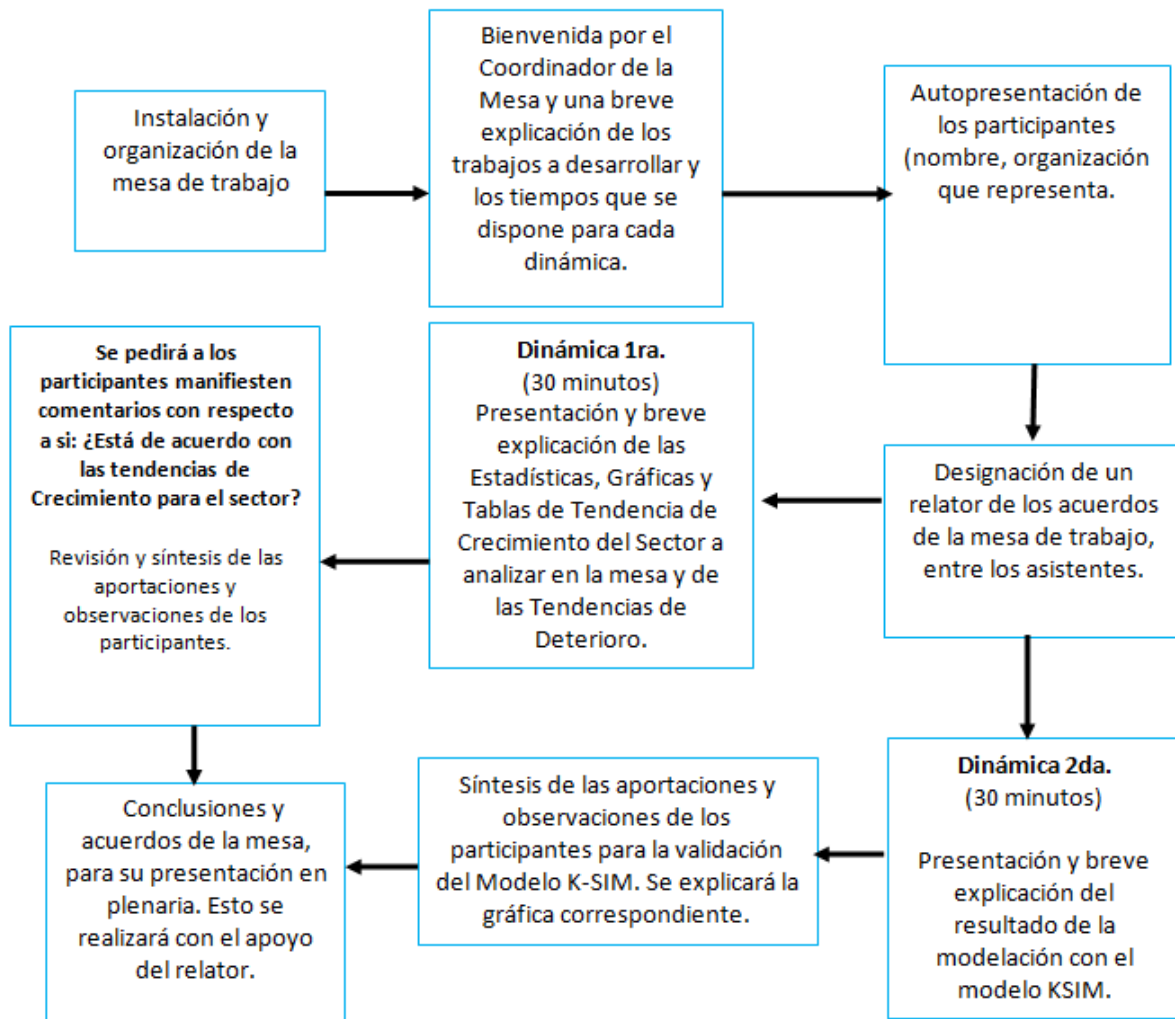 Instalación y
organización de la
mesa de trabajo
Bienvenida por el
Coordinador de la
Mesa y una breve
explicación de los
trabajos a desarrollar y
los tiempos que se
dispone para cada
dinámica.
Autopresentación de
los participantes
(nombre, organización
que representa.
Designación de un
relator de los acuerdos
de la mesa de trabajo,
entre los asistentes.
Dinámica 1ra.
(30 minutos)
Presentación y breve
explicación de las
Estadísticas, Gráficas y
Tablas de Tendencia de
Crecimiento del Sector a
analizar en la mesa y de
las Tendencias de
Deterioro.
Se pedirá a los
participantes manifiesten
comentarios con respecto
a si: ¿Está de acuerdo con
las tendencias de
Crecimiento para el sector?
Revisión y síntesis de las
aportaciones y
observaciones de los
participantes.
Dinámica 2da.
(30 minutos)
Presentación y breve
explicación del
resultado de la
modelación con el
modelo KSIM.
Síntesis de las aportaciones y
observaciones de los
participantes para la validación
del Modelo K-SIM. Se explicará la
gráfica correspondiente.
Conclusiones y
acuerdos de la mesa,
para su presentación en
plenaria. Esto se
realizará con el apoyo
del relator.